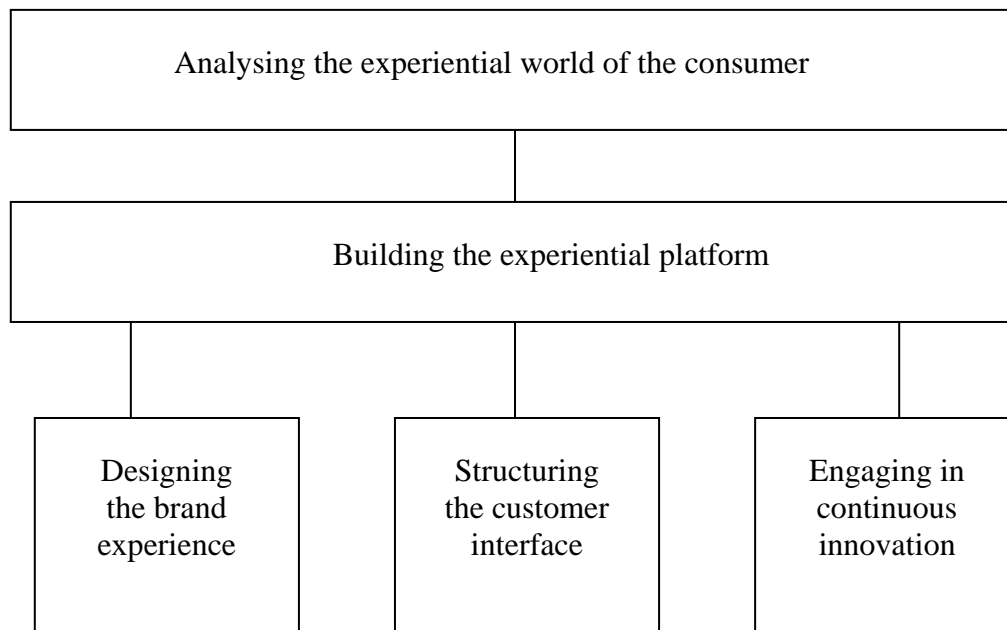 Analysing the experiential world of the consumer
Building the experiential platform
Designing
the brand
experience
Structuring
the customer
interface
Engaging in
continuous
innovation